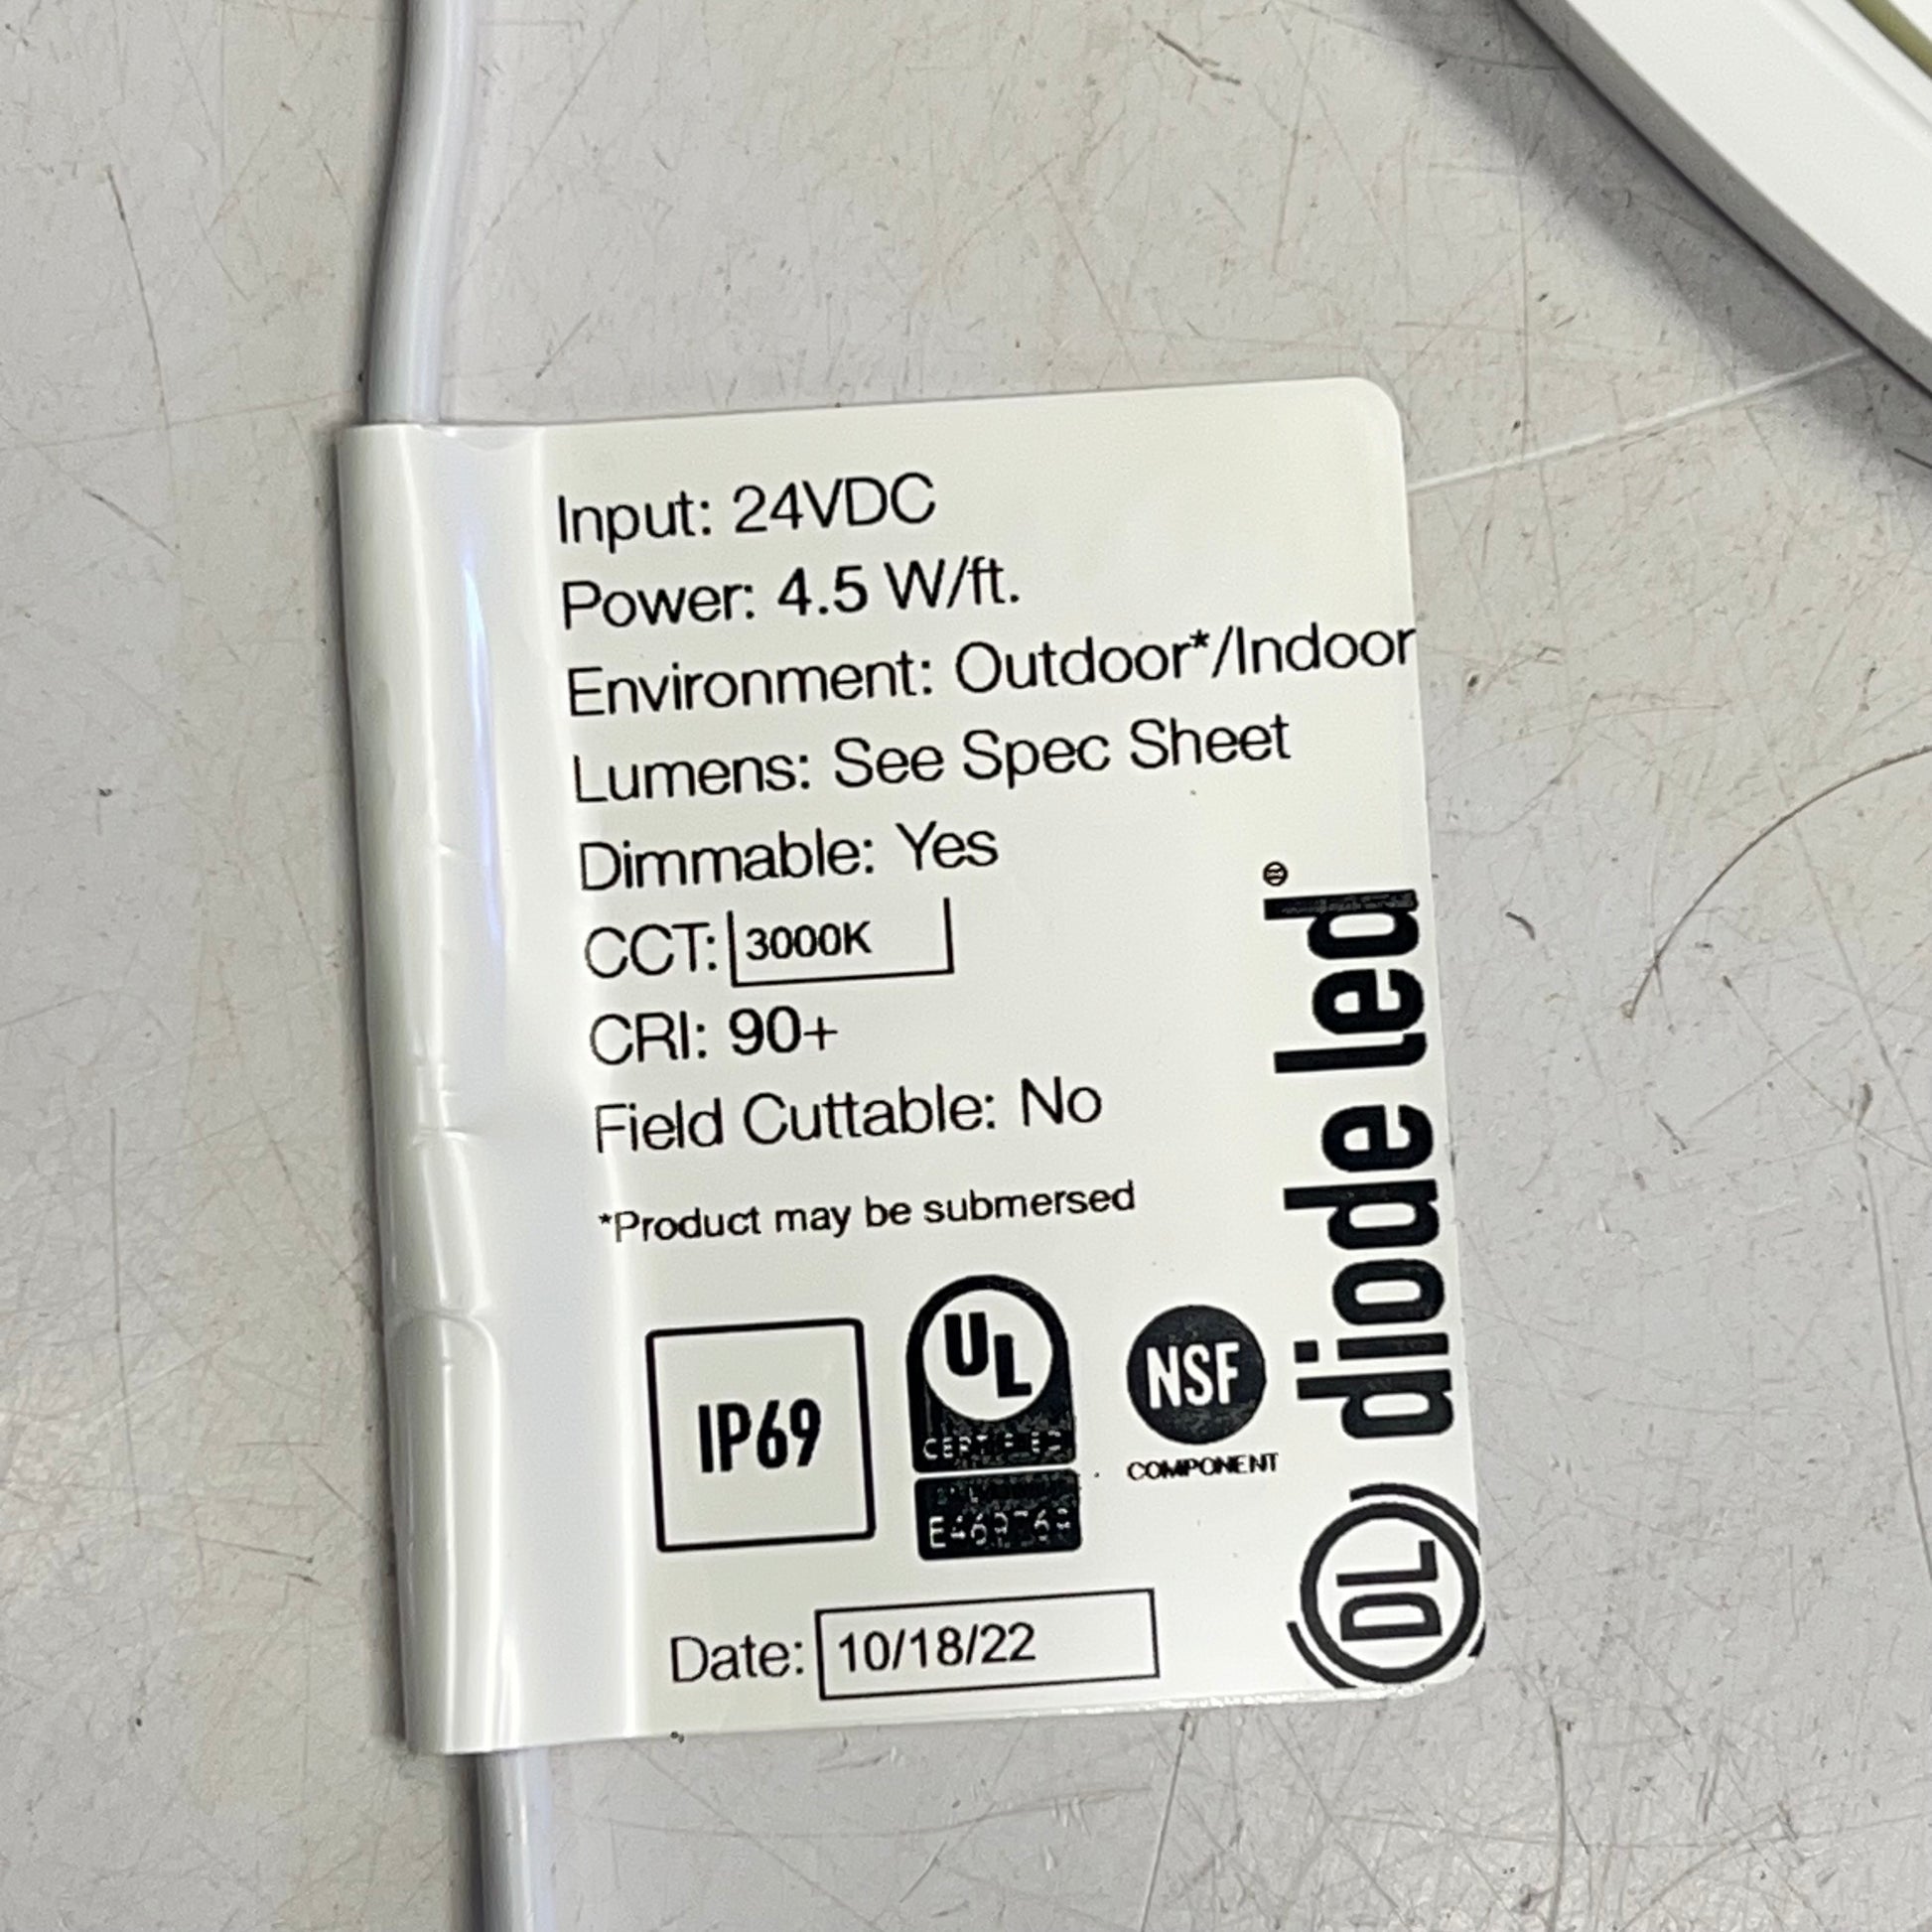 Input: 24VDC
Power: 4.5 W/ft.
Environment: Outdoor*/Indoor
Lumens: See Spec Sheet
Dimmable: Yes
CCT: 3000K
CRI: 90+
Field Cuttable: No
*Product may be submersed
IP69
UL
CERTIFIED
NSF
COMPONENT
Date: 10/18/22
DL diode led